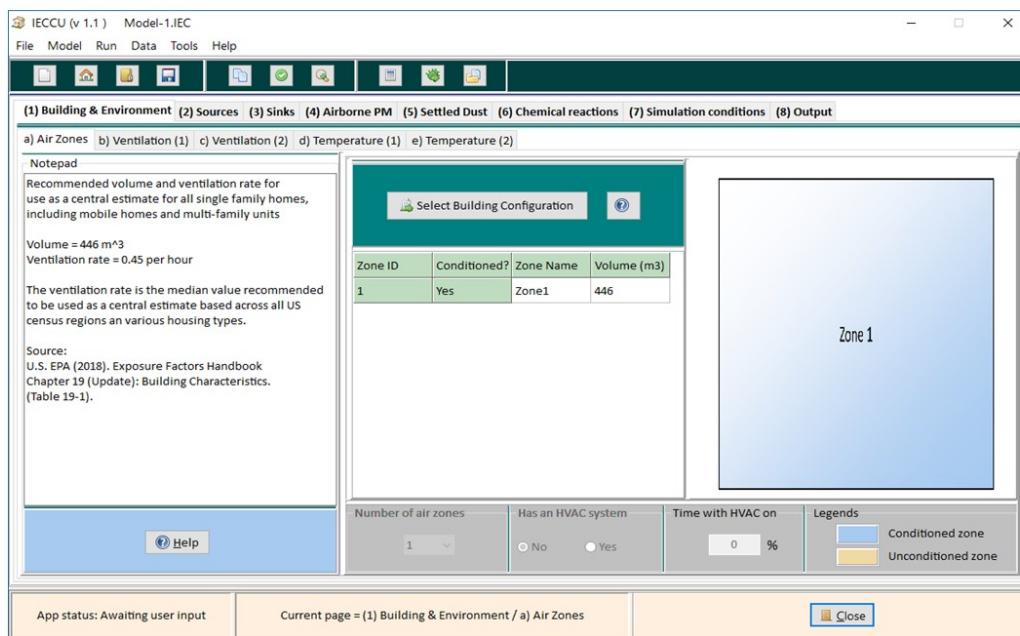 IECCU (v 1.1 ) Model-1.IEC
File Model Run Data Tools Help
(1) Building & Environment (2) Sources (3) Sinks (4) Airborne PM (5) Settled Dust (6) Chemical reactions (7) Simulation conditions (8) Output
a) Air Zones b) Ventilation (1) c) Ventilation (2) d) Temperature (1) e) Temperature (2)
Notepad
Recommended volume and ventilation rate for
use as a central estimate for all single family homes,
including mobile homes and multi-family units
Volume = 446 m^3
Ventilation rate = 0.45 per hour
The ventilation rate is the median value recommended
to be used as a central estimate based across all US
census regions an various housing types.
Source:
U.S. EPA (2018). Exposure Factors Handbook
Chapter 19 (Update): Building Characteristics.
(Table 19-1).
Help
Select Building Configuration
Zone ID Conditioned? Zone Name Volume (m3)
1 Yes Zone1 446
Zone 1
Number of air zones
1
Has an HVAC system
No Yes
Time with HVAC on
0 %
Legends
Conditioned zone
Unconditioned zone
App status: Awaiting user input
Current page = (1) Building & Environment / a) Air Zones
Close